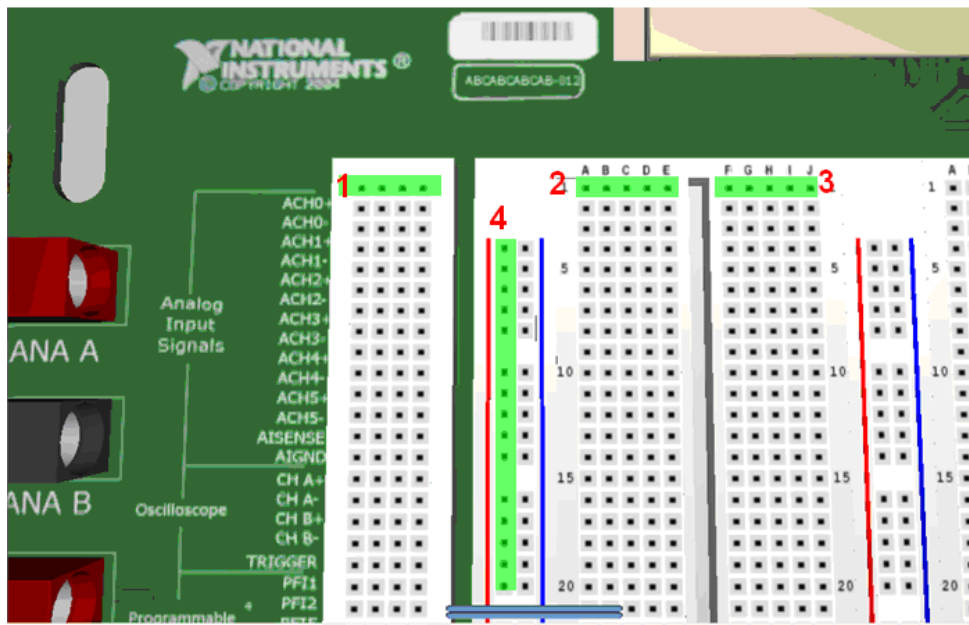 NATIONAL
INSTRUMENTS ®
© COPYRIGHT 2004
ABCABCABCAB-012
1
2
3
4
A B C D E
F G H I J
A
1
5
5
5
10
10
10
15
15
15
20
20
20
ACH0+
ACH0-
ACH1+
ACH1-
ACH2+
ACH2-
ACH3+
ACH3-
ACH4+
ACH4-
ACH5+
ACH5-
AISENSE
AIGND
CH A+
CH A-
CH B+
CH B-
TRIGGER
PFI1
PFI2
Analog
Input
Signals
Oscilloscope
Programmable
ANA A
ANA B